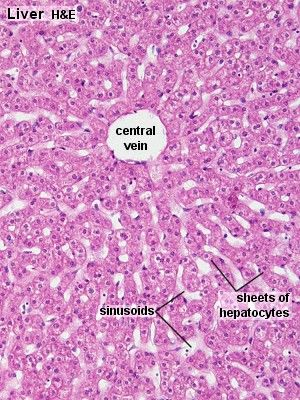 Liver H&E
central
vein
sinusoids
sheets of
hepatocytes